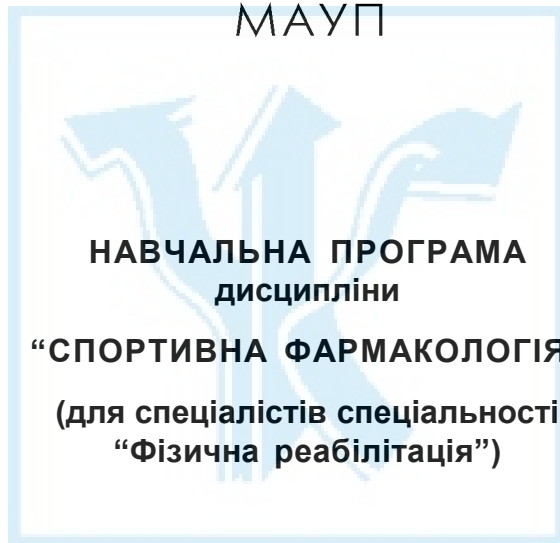 МАУП
НАВЧАЛЬНА ПРОГРАМА
дисципліни
“СПОРТИВНА ФАРМАКОЛОГІЯ
(для спеціалістів спеціальності
“Фізична реабілітація”)